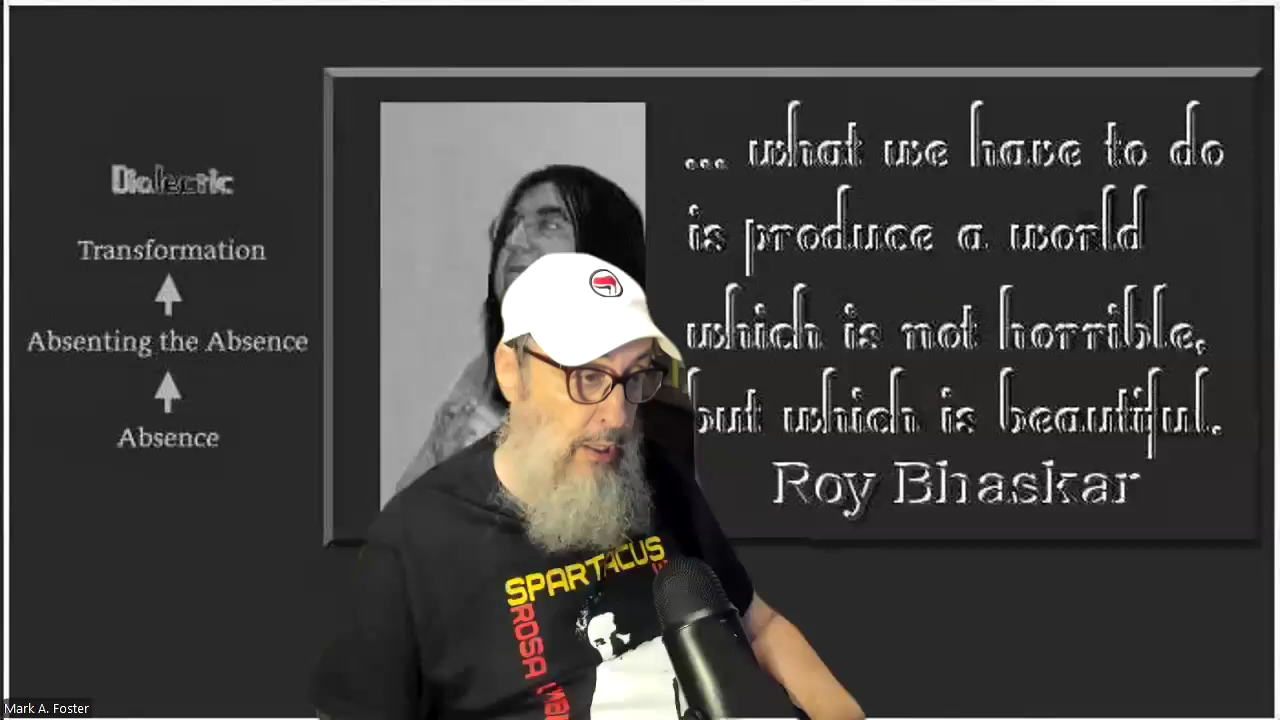 Dialectic
Transformation
Absenting the Absence
Absence
... what we have to do
is produce a world
which is not horrible,
but which is beautiful.
Roy Bhaskar
SPARTACUS
ROSA
Mark A. Foster